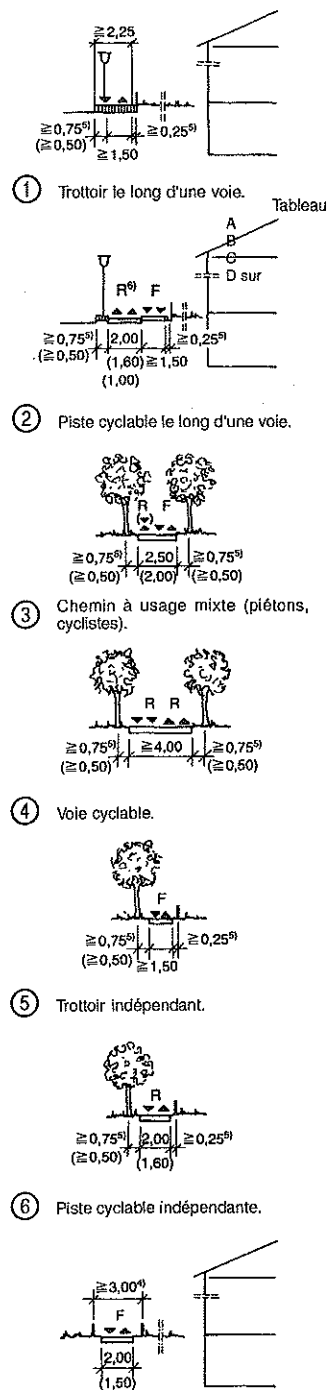 ≧2,25
≧0,75⁵⁾ ≧0,25⁵⁾
(≧0,50) ≧1,50
① Trottoir le long d'une voie.
Tableau
A
B
C
D sur
R⁶⁾ F
≧0,75⁵⁾ 2,00 ≧0,25⁵⁾
(≧0,50) (1,60) ≧1,50
(1,00)
② Piste cyclable le long d'une voie.
R F
≧0,75⁶⁾ 2,50 ≧0,75⁵⁾
(≧0,50) (2,00) (≧0,50)
③ Chemin à usage mixte (piétons,
cyclistes).
R R
≧0,75⁵⁾ ≧4,00 ≧0,75⁵⁾
(≧0,50) (≧0,50)
④ Voie cyclable.
F
≧0,75⁵⁾ ≧0,25⁵⁾
(≧0,50) ≧1,50
⑤ Trottoir indépendant.
R
≧0,75⁵⁾ 2,00 ≧0,25⁶⁾
(≧0,50) (1,60)
⑥ Piste cyclable indépendante.
≧3,00⁴⁾
F
2,00
(1,50)